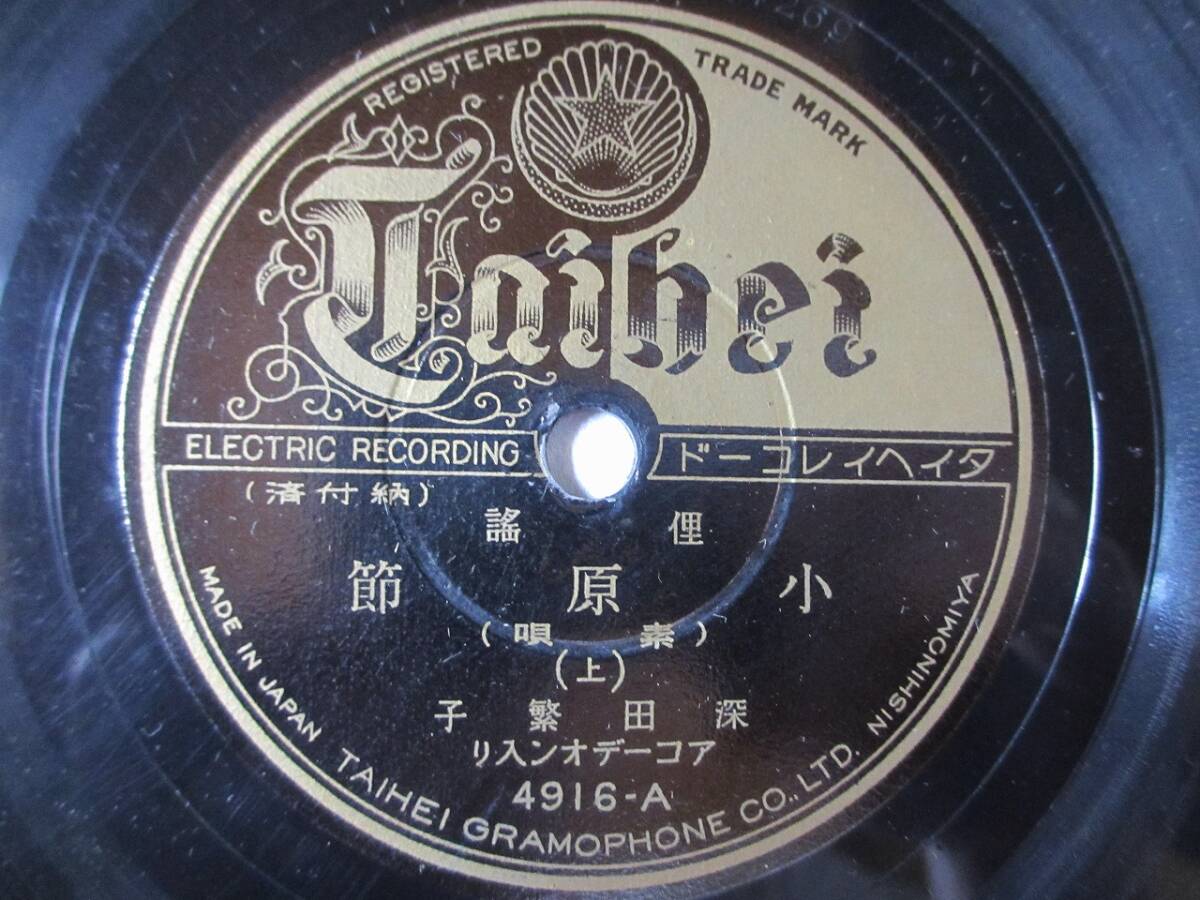 REGISTERED TRADE MARK
Taihei
ELECTRIC RECORDING
タイヘイレコード
(納付済)
俚謠
小原節
(素唄)
(上)
深田繁子
アコーデオン入り
4916-A
MADE IN JAPAN TAIHEI GRAMOPHONE CO., LTD. NISHINOMIYA